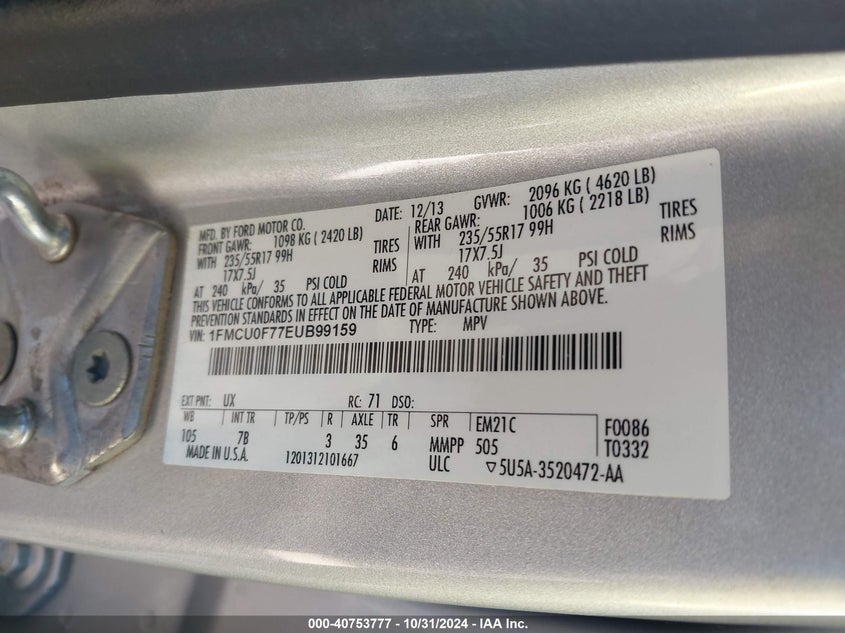 MFD. BY FORD MOTOR CO. DATE: 12/13 GVWR: 2096 KG ( 4620 LB)
FRONT GAWR: 1098 KG ( 2420 LB) REAR GAWR: 1006 KG ( 2218 LB)
WITH 235/55R17 99H TIRES WITH 235/55R17 99H TIRES
17X7.5J RIMS 17X7.5J RIMS
AT 240 kPa/ 35 PSI COLD AT 240 kPa/ 35 PSI COLD
THIS VEHICLE CONFORMS TO ALL APPLICABLE FEDERAL MOTOR VEHICLE SAFETY AND THEFT
PREVENTION STANDARDS IN EFFECT ON THE DATE OF MANUFACTURE SHOWN ABOVE.
VIN: 1FMCU0F77EUB99159 TYPE: MPV
EXT PNT: UX RC: 71 DSO:
WB INT TR TP/PS R AXLE TR SPR EM21C F0086
105 7B 3 35 6 MMPP 505 T0332
MADE IN U.S.A. 1201312101667 ULC ▽5U5A-3520472-AA
000-40753777 - 10/31/2024 - © IAA, Inc.